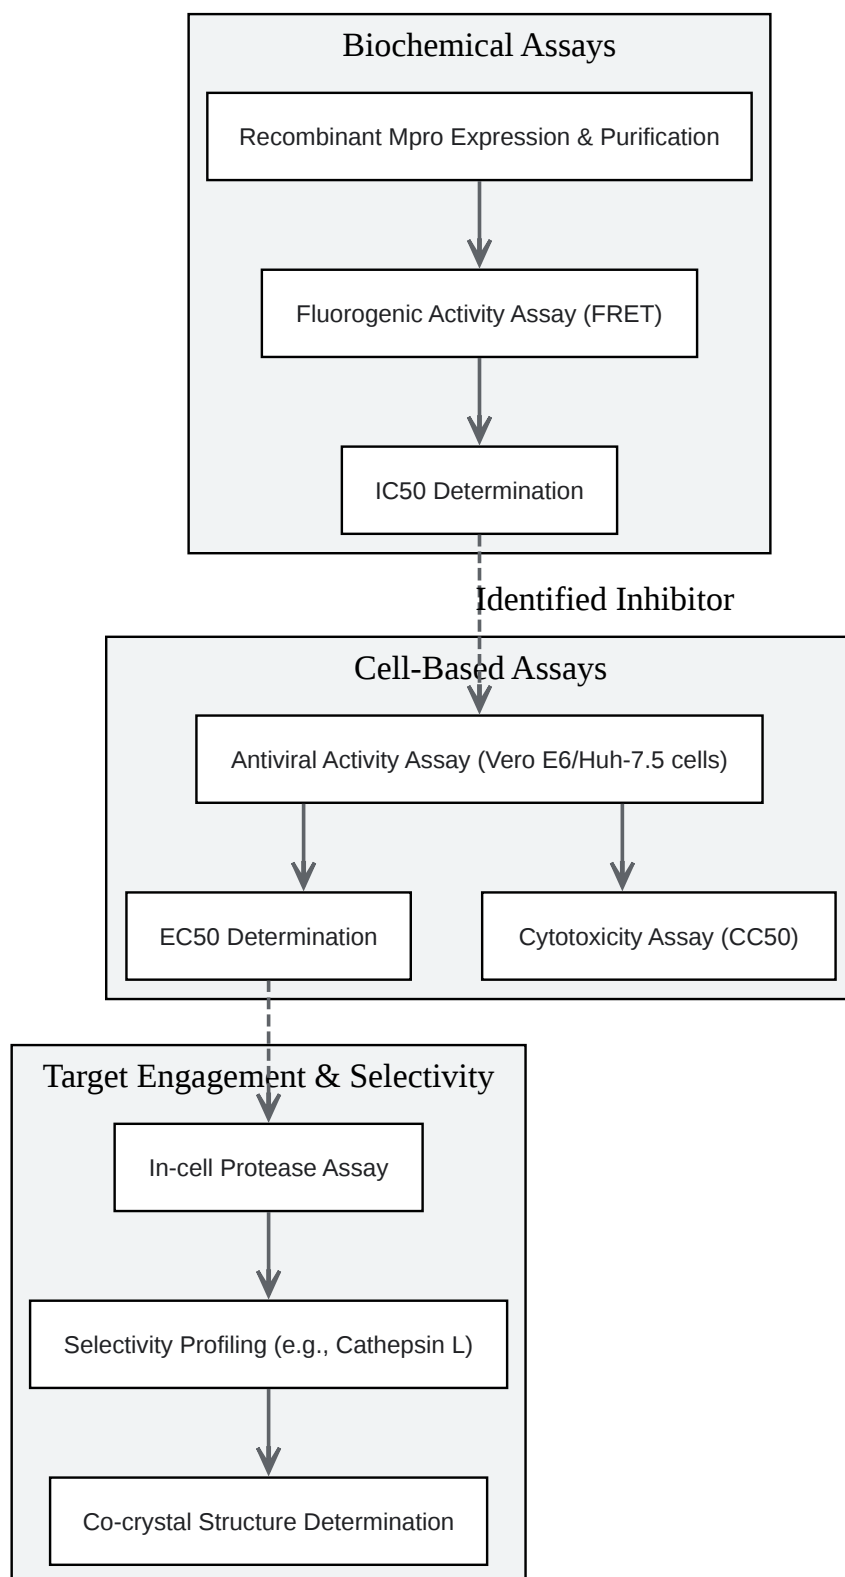 Biochemical Assays
Recombinant Mpro Expression & Purification
Fluorogenic Activity Assay (FRET)
IC50 Determination
Identified Inhibitor
Cell-Based Assays
Antiviral Activity Assay (Vero E6/Huh-7.5 cells)
EC50 Determination
Cytotoxicity Assay (CC50)
Target Engagement & Selectivity
In-cell Protease Assay
Selectivity Profiling (e.g., Cathepsin L)
Co-crystal Structure Determination